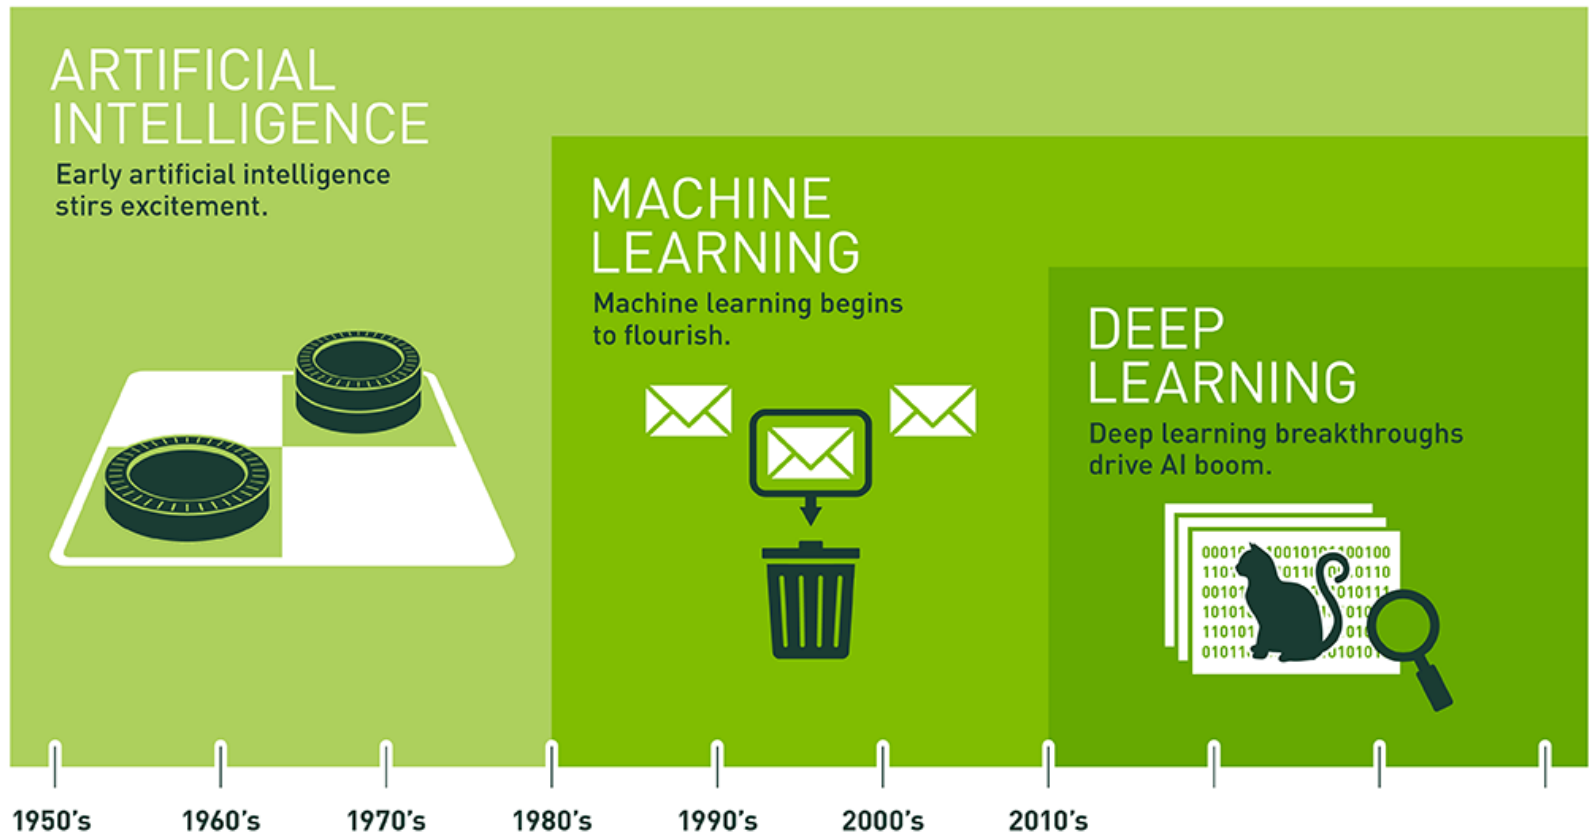 ARTIFICIAL
INTELLIGENCE
Early artificial intelligence
stirs excitement.
MACHINE
LEARNING
Machine learning begins
to flourish.
DEEP
LEARNING
Deep learning breakthroughs
drive AI boom.
1950's
1960's
1970's
1980's
1990's
2000's
2010's